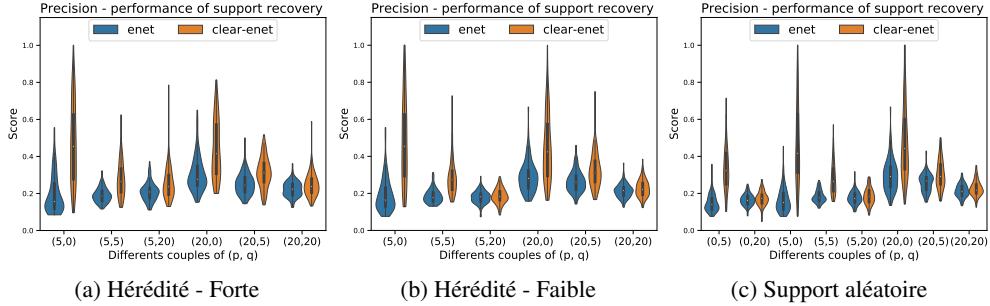 Precision - performance of support recovery
enet clear-enet
Score
1.0
0.8
0.6
0.4
0.2
0.0
(5,0) (5,5) (5,20) (20,0) (20,5) (20,20)
Differents couples of (p, q)
(a) Hérédité - Forte
Precision - performance of support recovery
enet clear-enet
Score
1.0
0.8
0.6
0.4
0.2
0.0
(5,0) (5,5) (5,20) (20,0) (20,5) (20,20)
Differents couples of (p, q)
(b) Hérédité - Faible
Precision - performance of support recovery
enet clear-enet
Score
1.0
0.8
0.6
0.4
0.2
0.0
(0,5) (0,20) (5,0) (5,5) (5,20) (20,0) (20,5) (20,20)
Differents couples of (p, q)
(c) Support aléatoire